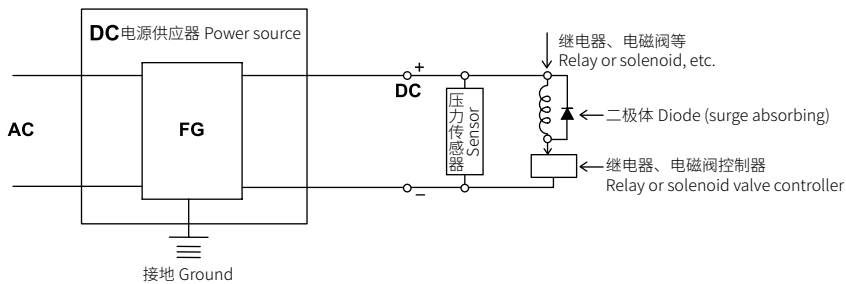 DC电源供应器 Power source
AC
FG
接地 Ground
+
DC
−
压力传感器
Sensor
继电器、电磁阀等
Relay or solenoid, etc.
二极体 Diode (surge absorbing)
继电器、电磁阀控制器
Relay or solenoid valve controller